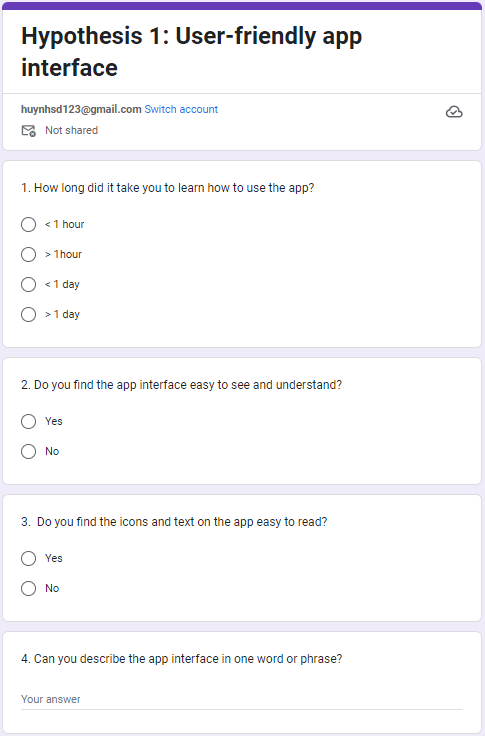 Hypothesis 1: User-friendly app
interface
huynhsd123@gmail.com Switch account
Not shared
1. How long did it take you to learn how to use the app?
< 1 hour
> 1hour
< 1 day
> 1 day
2. Do you find the app interface easy to see and understand?
Yes
No
3.  Do you find the icons and text on the app easy to read?
Yes
No
4. Can you describe the app interface in one word or phrase?
Your answer